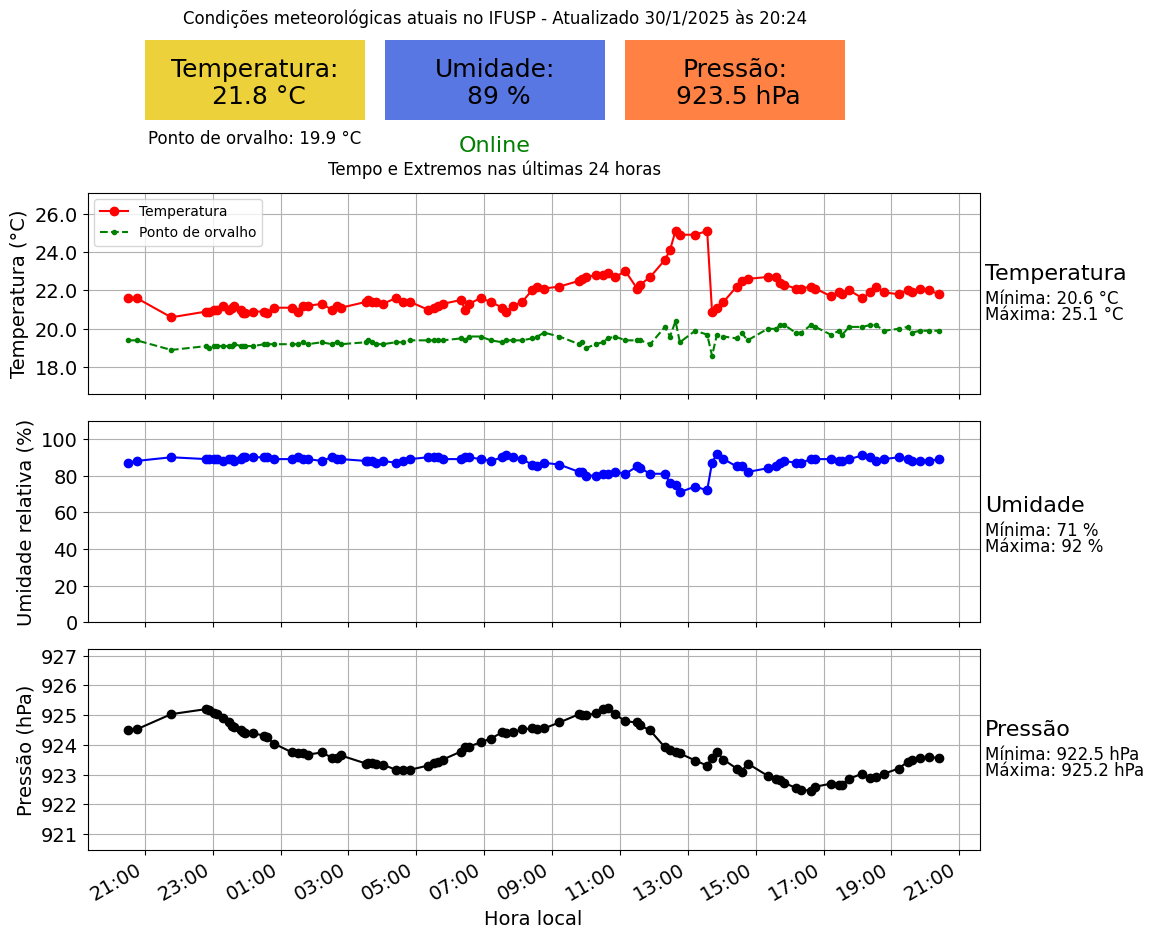 Condições meteorológicas atuais no IFUSP - Atualizado 30/1/2025 às 20:24
Temperatura:
21.8 °C
Umidade:
89 %
Pressão:
923.5 hPa
Ponto de orvalho: 19.9 °C
Online
Tempo e Extremos nas últimas 24 horas
Temperatura (°C)
26.0
24.0
22.0
20.0
18.0
Temperatura
Ponto de orvalho
Temperatura
Mínima: 20.6 °C
Máxima: 25.1 °C
Umidade relativa (%)
100
80
60
40
20
0
Umidade
Mínima: 71 %
Máxima: 92 %
Pressão (hPa)
927
926
925
924
923
922
921
Pressão
Mínima: 922.5 hPa
Máxima: 925.2 hPa
21:00 23:00 01:00 03:00 05:00 07:00 09:00 11:00 13:00 15:00 17:00 19:00 21:00
Hora local